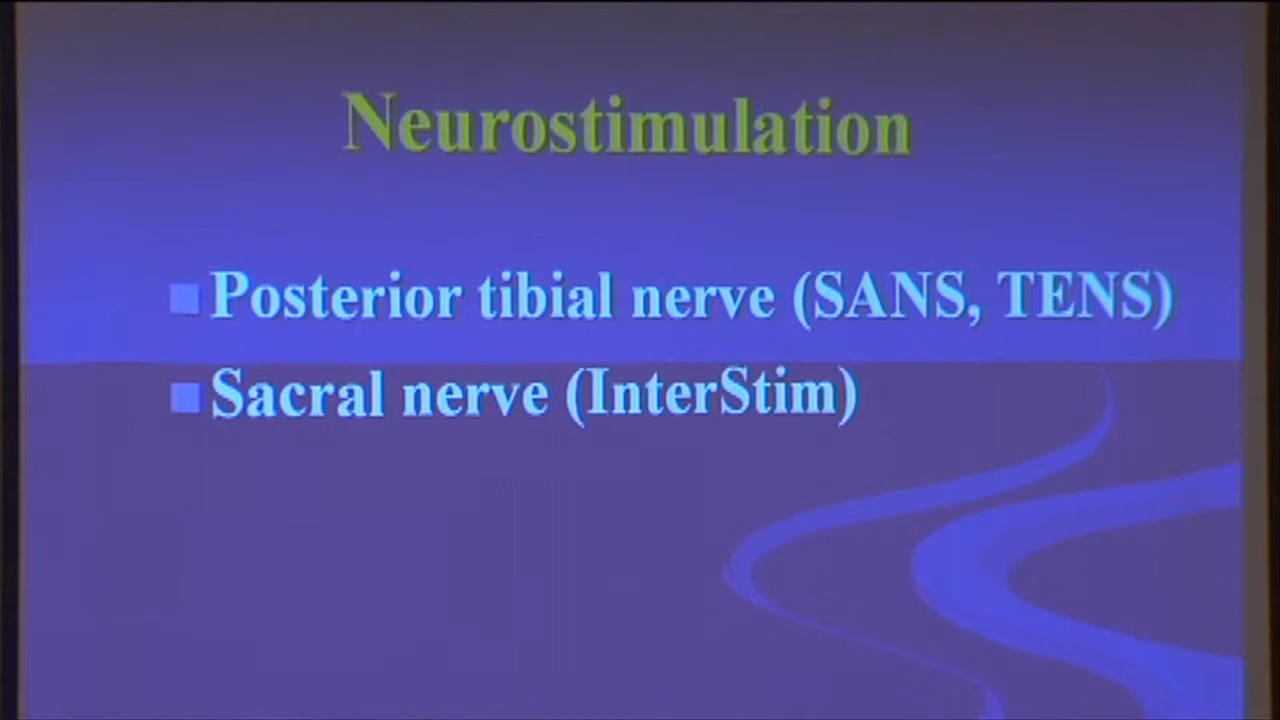 Neurostimulation
Posterior tibial nerve (SANS, TENS)
Sacral nerve (InterStim)